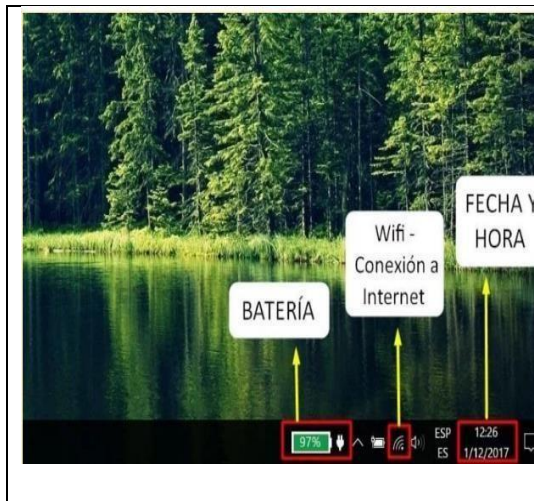 FECHA Y
HORA
Wifi -
Conexión a
Internet
BATERÍA
97%
ESP
ES
12:26
1/12/2017